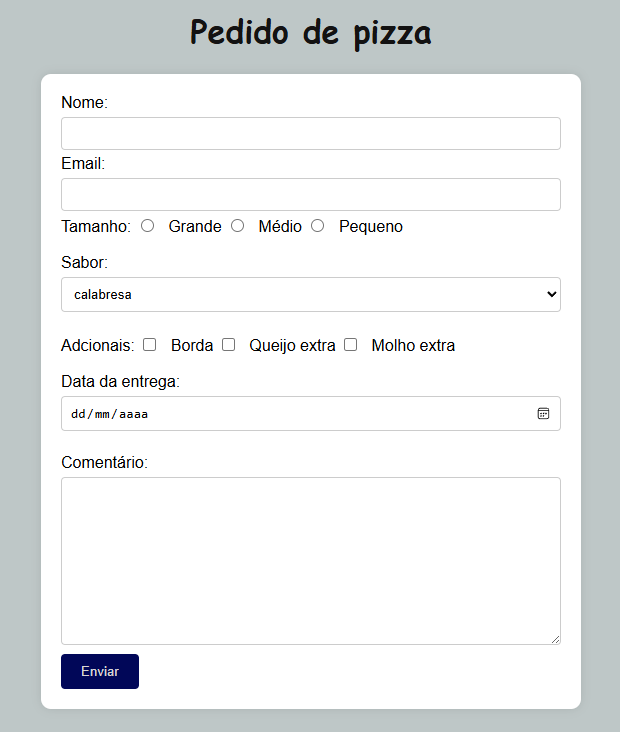 Pedido de pizza
Nome:
Email:
Tamanho: Grande Médio Pequeno
Sabor:
calabresa
Adcionais: Borda Queijo extra Molho extra
Data da entrega:
dd/mm/aaaa
Comentário:
Enviar